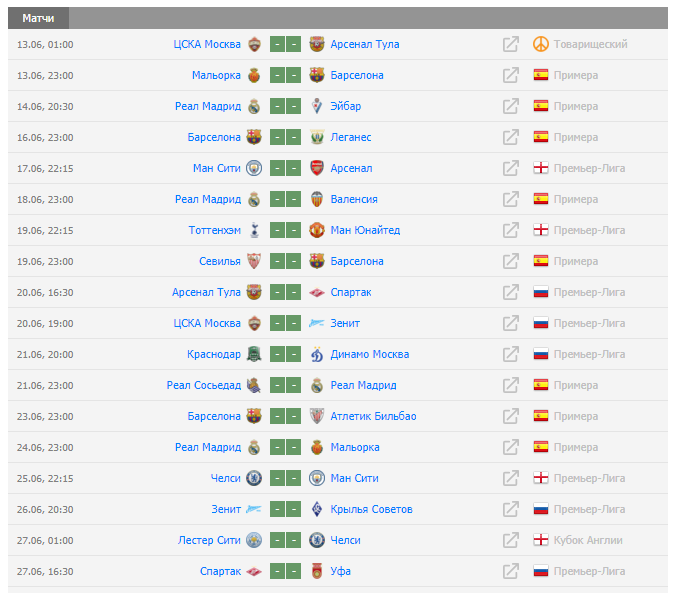 Матчи
13.06, 01:00 ЦСКА Москва - - Арсенал Тула Товарищеский
13.06, 23:00 Мальорка - - Барселона Примера
14.06, 20:30 Реал Мадрид - - Эйбар Примера
16.06, 23:00 Барселона - - Леганес Примера
17.06, 22:15 Ман Сити - - Арсенал Премьер-Лига
18.06, 23:00 Реал Мадрид - - Валенсия Примера
19.06, 22:15 Тоттенхэм - - Ман Юнайтед Премьер-Лига
19.06, 23:00 Севилья - - Барселона Примера
20.06, 16:30 Арсенал Тула - - Спартак Премьер-Лига
20.06, 19:00 ЦСКА Москва - - Зенит Премьер-Лига
21.06, 20:00 Краснодар - - Динамо Москва Премьер-Лига
21.06, 23:00 Реал Сосьедад - - Реал Мадрид Примера
23.06, 23:00 Барселона - - Атлетик Бильбао Примера
24.06, 23:00 Реал Мадрид - - Мальорка Примера
25.06, 22:15 Челси - - Ман Сити Премьер-Лига
26.06, 20:30 Зенит - - Крылья Советов Премьер-Лига
27.06, 01:00 Лестер Сити - - Челси Кубок Англии
27.06, 16:30 Спартак - - Уфа Премьер-Лига